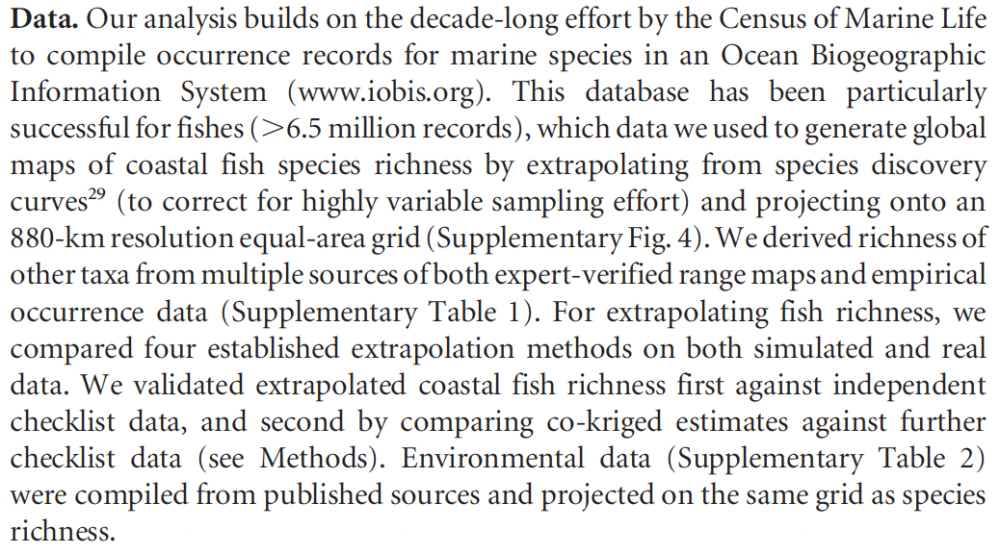 Data. Our analysis builds on the decade-long effort by the Census of Marine Life
to compile occurrence records for marine species in an Ocean Biogeographic
Information System (www.iobis.org). This database has been particularly
successful for fishes (>6.5 million records), which data we used to generate global
maps of coastal fish species richness by extrapolating from species discovery
curves²⁹ (to correct for highly variable sampling effort) and projecting onto an
880-km resolution equal-area grid (Supplementary Fig. 4). We derived richness of
other taxa from multiple sources of both expert-verified range maps and empirical
occurrence data (Supplementary Table 1). For extrapolating fish richness, we
compared four established extrapolation methods on both simulated and real
data. We validated extrapolated coastal fish richness first against independent
checklist data, and second by comparing co-kriged estimates against further
checklist data (see Methods). Environmental data (Supplementary Table 2)
were compiled from published sources and projected on the same grid as species
richness.